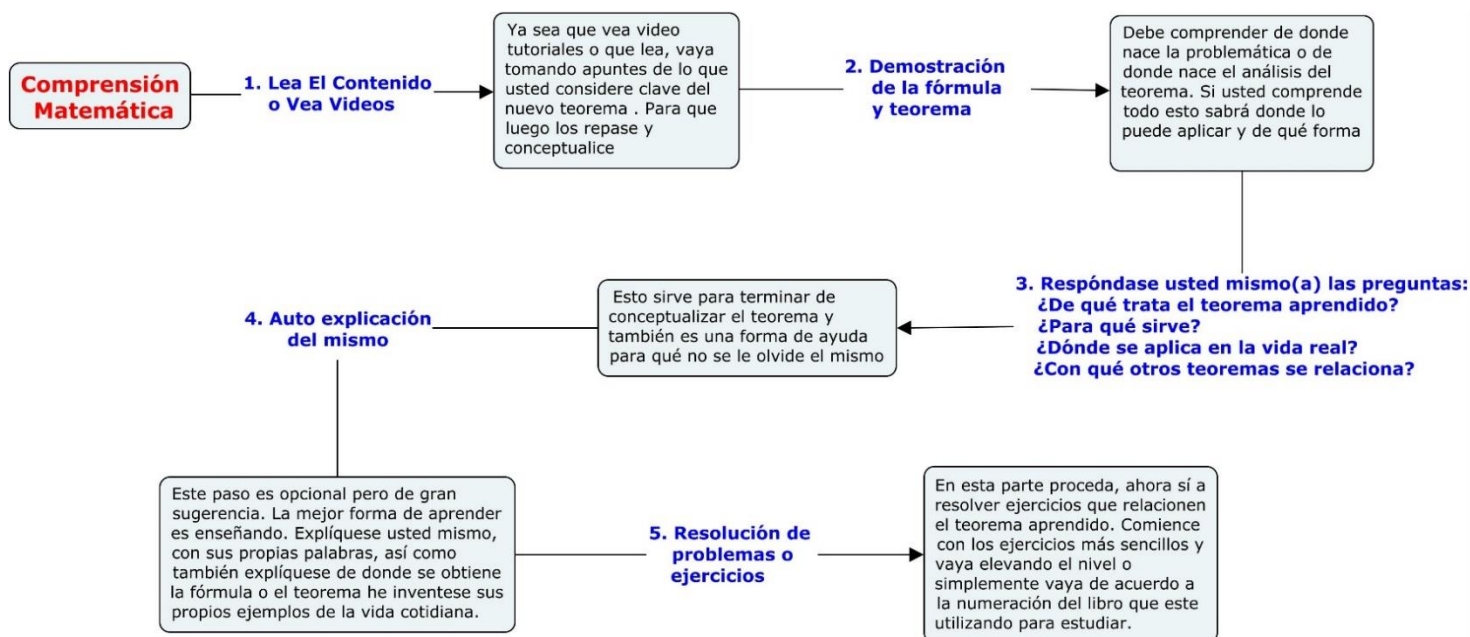 Comprensión
Matemática
1. Lea El Contenido
o Vea Videos
Ya sea que vea video
tutoriales o que lea, vaya
tomando apuntes de lo que
usted considere clave del
nuevo teorema . Para que
luego los repase y
conceptualice
2. Demostración
de la fórmula
y teorema
Debe comprender de donde
nace la problemática o de
donde nace el análisis del
teorema. Si usted comprende
todo esto sabrá donde lo
puede aplicar y de qué forma
3. Respóndase usted mismo(a) las preguntas:
¿De qué trata el teorema aprendido?
¿Para qué sirve?
¿Dónde se aplica en la vida real?
¿Con qué otros teoremas se relaciona?
Esto sirve para terminar de
conceptualizar el teorema y
también es una forma de ayuda
para qué no se le olvide el mismo
4. Auto explicación
del mismo
Este paso es opcional pero de gran
sugerencia. La mejor forma de aprender
es enseñando. Explíquese usted mismo,
con sus propias palabras, así como
también explíquese de donde se obtiene
la fórmula o el teorema he inventese sus
propios ejemplos de la vida cotidiana.
5. Resolución de
problemas o
ejercicios
En esta parte proceda, ahora sí a
resolver ejercicios que relacionen
el teorema aprendido. Comience
con los ejercicios más sencillos y
vaya elevando el nivel o
simplemente vaya de acuerdo a
la numeración del libro que este
utilizando para estudiar.